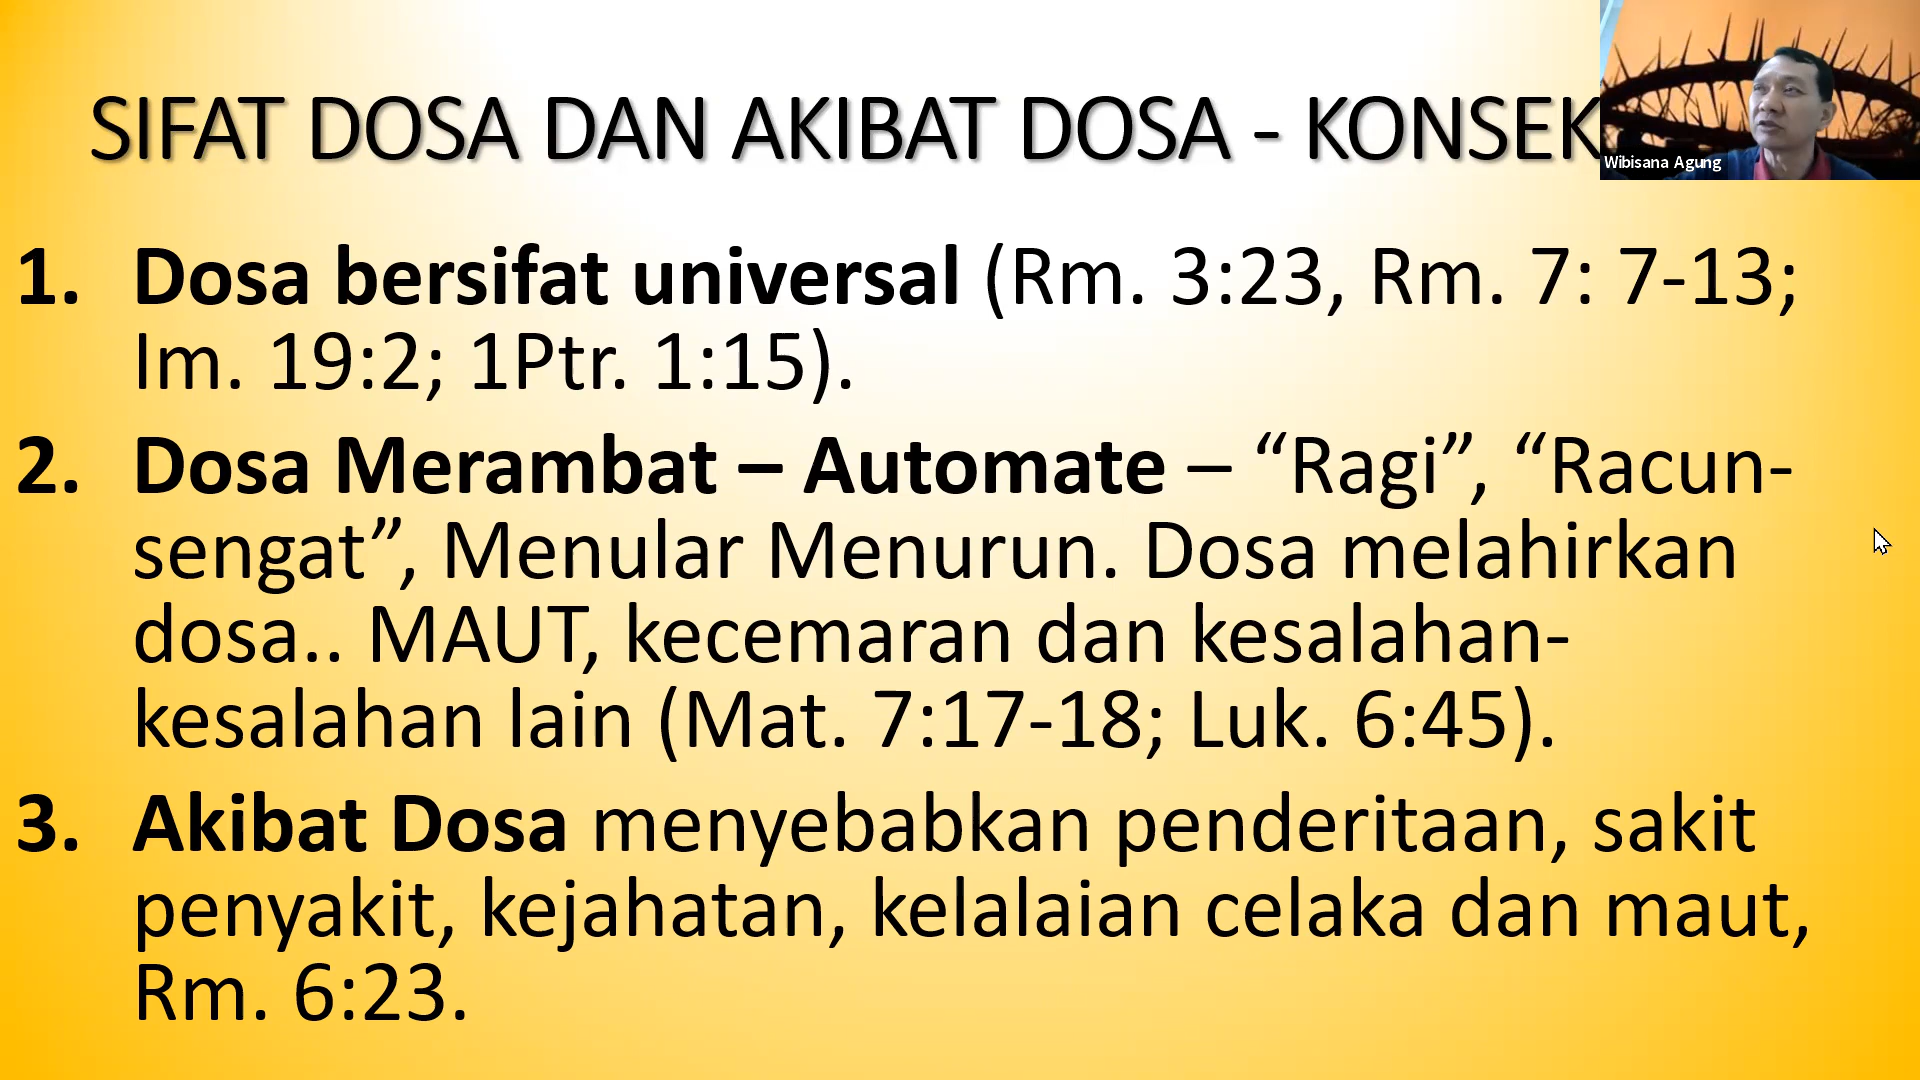 SIFAT DOSA DAN AKIBAT DOSA - KONSEK
Wibisana Agung
1. Dosa bersifat universal (Rm. 3:23, Rm. 7: 7-13;
Im. 19:2; 1Ptr. 1:15).
2. Dosa Merambat – Automate – “Ragi”, “Racun-
sengat”, Menular Menurun. Dosa melahirkan
dosa.. MAUT, kecemaran dan kesalahan-
kesalahan lain (Mat. 7:17-18; Luk. 6:45).
3. Akibat Dosa menyebabkan penderitaan, sakit
penyakit, kejahatan, kelalaian celaka dan maut,
Rm. 6:23.